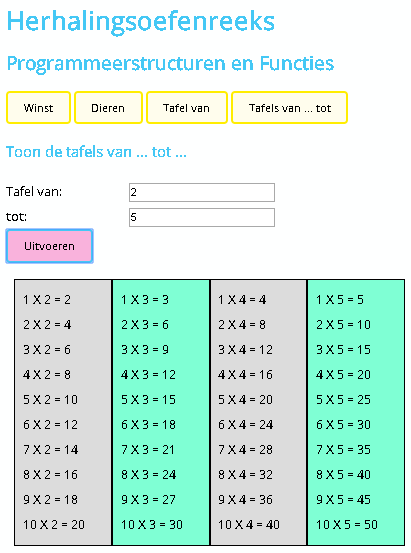 Herhalingsoefenreeks
Programmeerstructuren en Functies
Winst Dieren Tafel van Tafels van ... tot
Toon de tafels van ... tot ...
Tafel van: 2
tot: 5
Uitvoeren
1 X 2 = 2 1 X 3 = 3 1 X 4 = 4 1 X 5 = 5
2 X 2 = 4 2 X 3 = 6 2 X 4 = 8 2 X 5 = 10
3 X 2 = 6 3 X 3 = 9 3 X 4 = 12 3 X 5 = 15
4 X 2 = 8 4 X 3 = 12 4 X 4 = 16 4 X 5 = 20
5 X 2 = 10 5 X 3 = 15 5 X 4 = 20 5 X 5 = 25
6 X 2 = 12 6 X 3 = 18 6 X 4 = 24 6 X 5 = 30
7 X 2 = 14 7 X 3 = 21 7 X 4 = 28 7 X 5 = 35
8 X 2 = 16 8 X 3 = 24 8 X 4 = 32 8 X 5 = 40
9 X 2 = 18 9 X 3 = 27 9 X 4 = 36 9 X 5 = 45
10 X 2 = 20 10 X 3 = 30 10 X 4 = 40 10 X 5 = 50